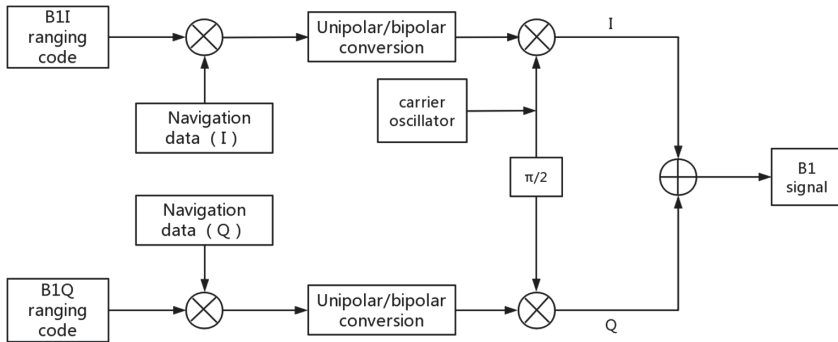 B1I
ranging
code
Unipolar/bipolar
conversion
I
Navigation
data ( I )
carrier
oscillator
π/2
B1
signal
Navigation
data ( Q )
B1Q
ranging
code
Unipolar/bipolar
conversion
Q